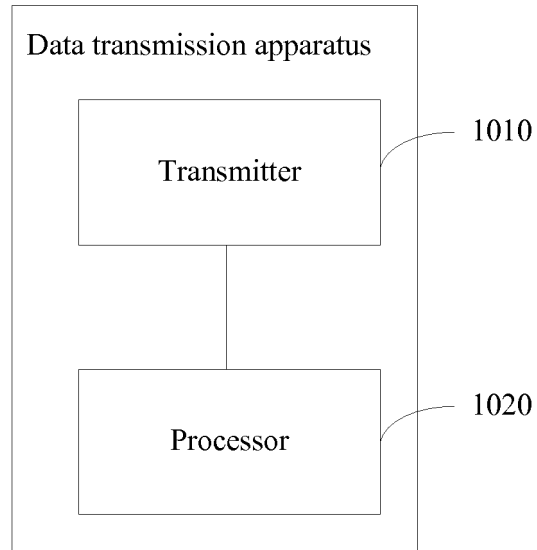 Data transmission apparatus
1010
Transmitter
1020
Processor